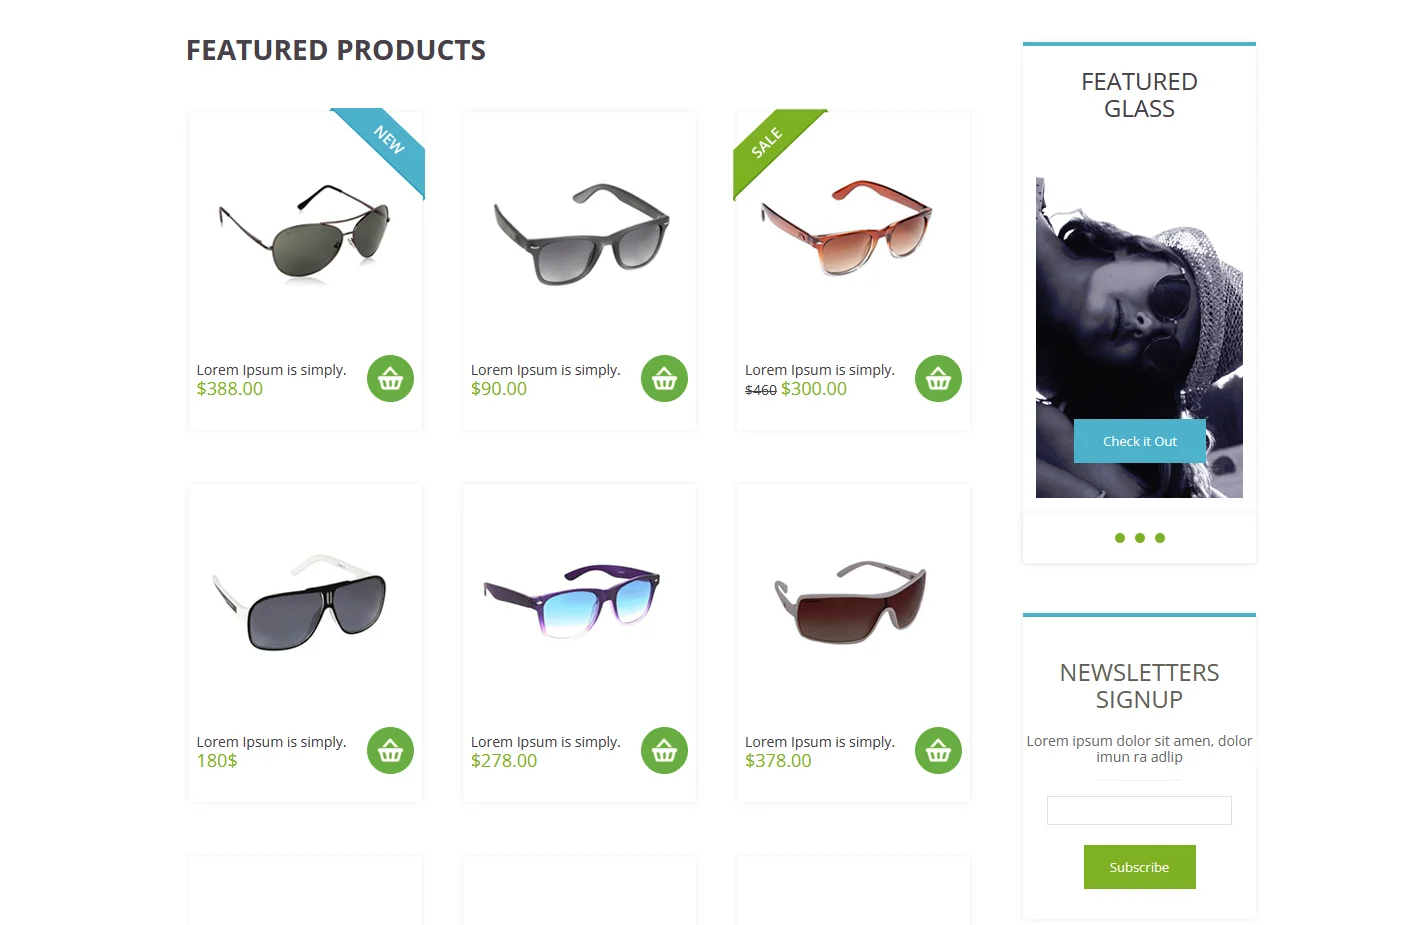 FEATURED PRODUCTS
NEW
SALE
Lorem Ipsum is simply.
$388.00
Lorem Ipsum is simply.
$90.00
Lorem Ipsum is simply.
$460 $300.00
Lorem Ipsum is simply.
180$
Lorem Ipsum is simply.
$278.00
Lorem Ipsum is simply.
$378.00
FEATURED
GLASS
Check it Out
NEWSLETTERS
SIGNUP
Lorem ipsum dolor sit amen, dolor
imun ra adlip
Subscribe